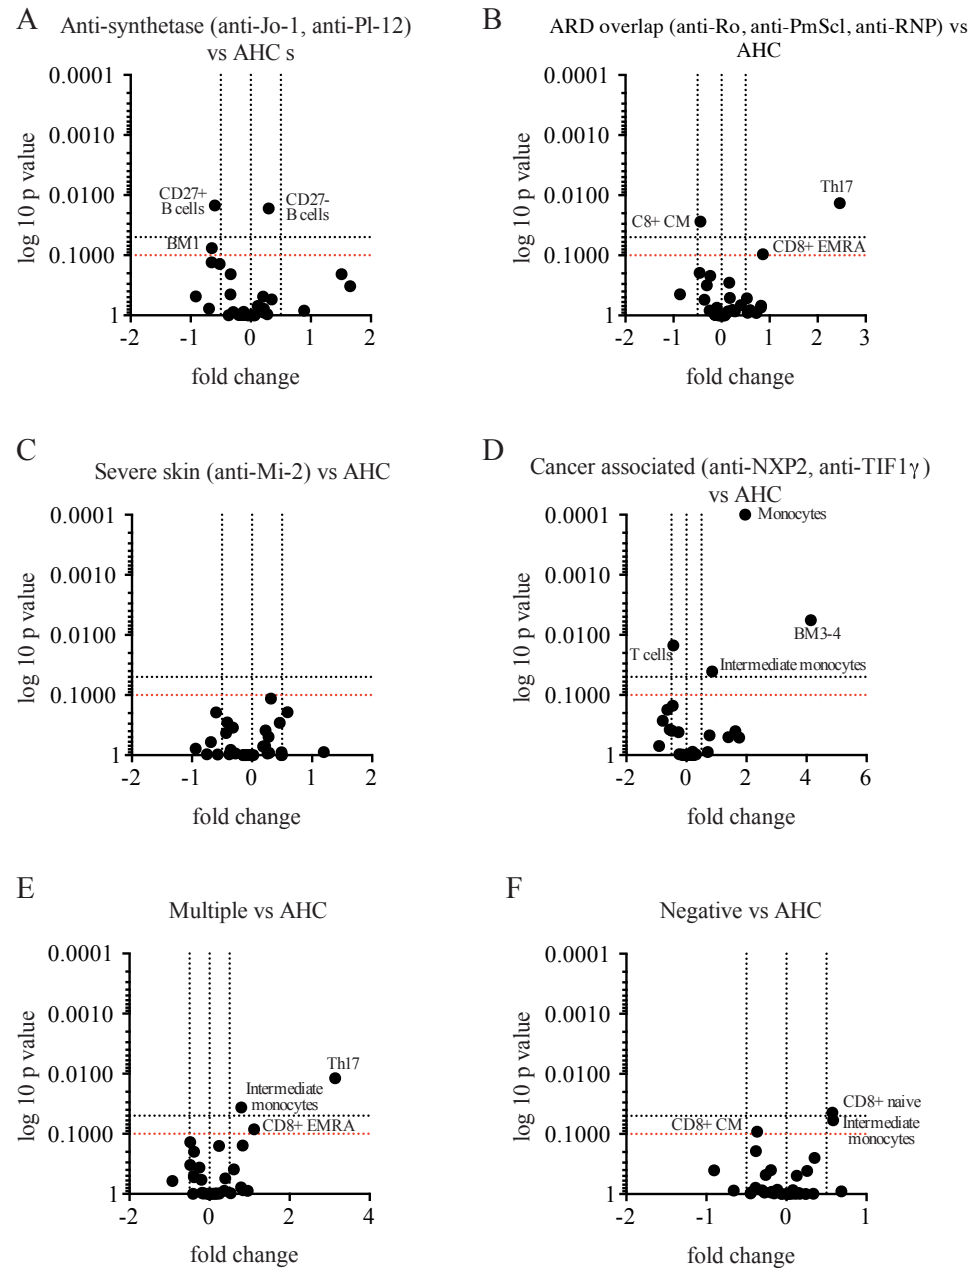 A
Anti-synthetase (anti-Jo-1, anti-Pl-12)
vs AHC s
0.0001
0.0010
0.0100
0.1000
1
log 10 p value
CD27+
B cells
CD27-
B cells
BM1
-2
-1
0
1
2
fold change
B
ARD overlap (anti-Ro, anti-PmScl, anti-RNP) vs
AHC
0.0001
0.0010
0.0100
0.1000
1
log 10 p value
Th17
C8+ CM
CD8+ EMRA
-2
-1
0
1
2
3
fold change
C
Severe skin (anti-Mi-2) vs AHC
0.0001
0.0010
0.0100
0.1000
1
log 10 p value
-2
-1
0
1
2
fold change
D
Cancer associated (anti-NXP2, anti-TIF1γ)
vs AHC
0.0001
0.0010
0.0100
0.1000
1
log 10 p value
Monocytes
BM3-4
T cells
Intermediate monocytes
-2
0
2
4
6
fold change
E
Multiple vs AHC
0.0001
0.0010
0.0100
0.1000
1
log 10 p value
Th17
Intermediate
monocytes
CD8+ EMRA
-2
0
2
4
fold change
F
Negative vs AHC
0.0001
0.0010
0.0100
0.1000
1
log 10 p value
CD8+ naive
CD8+ CM
Intermediate
monocytes
-2
-1
0
1
fold change